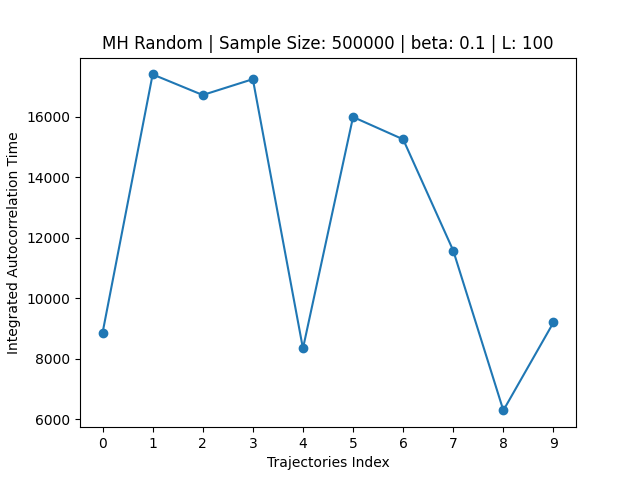 MH Random | Sample Size: 500000 | beta: 0.1 | L: 100
Integrated Autocorrelation Time
16000
14000
12000
10000
8000
6000
0 1 2 3 4 5 6 7 8 9
Trajectories Index